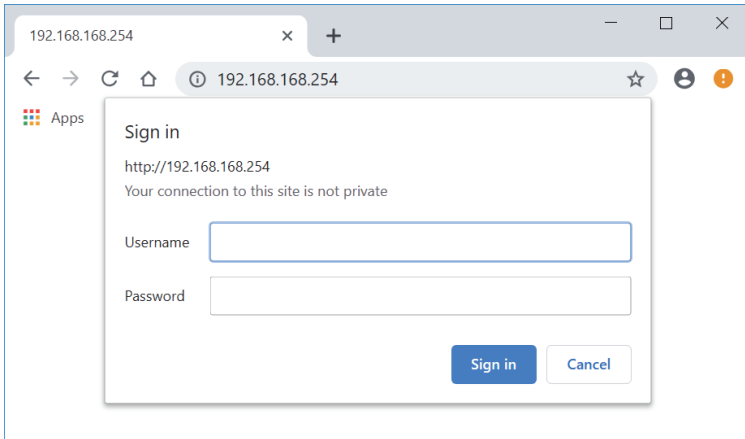 192.168.168.254
192.168.168.254
Apps
Sign in
http://192.168.168.254
Your connection to this site is not private
Username
Password
Sign in Cancel